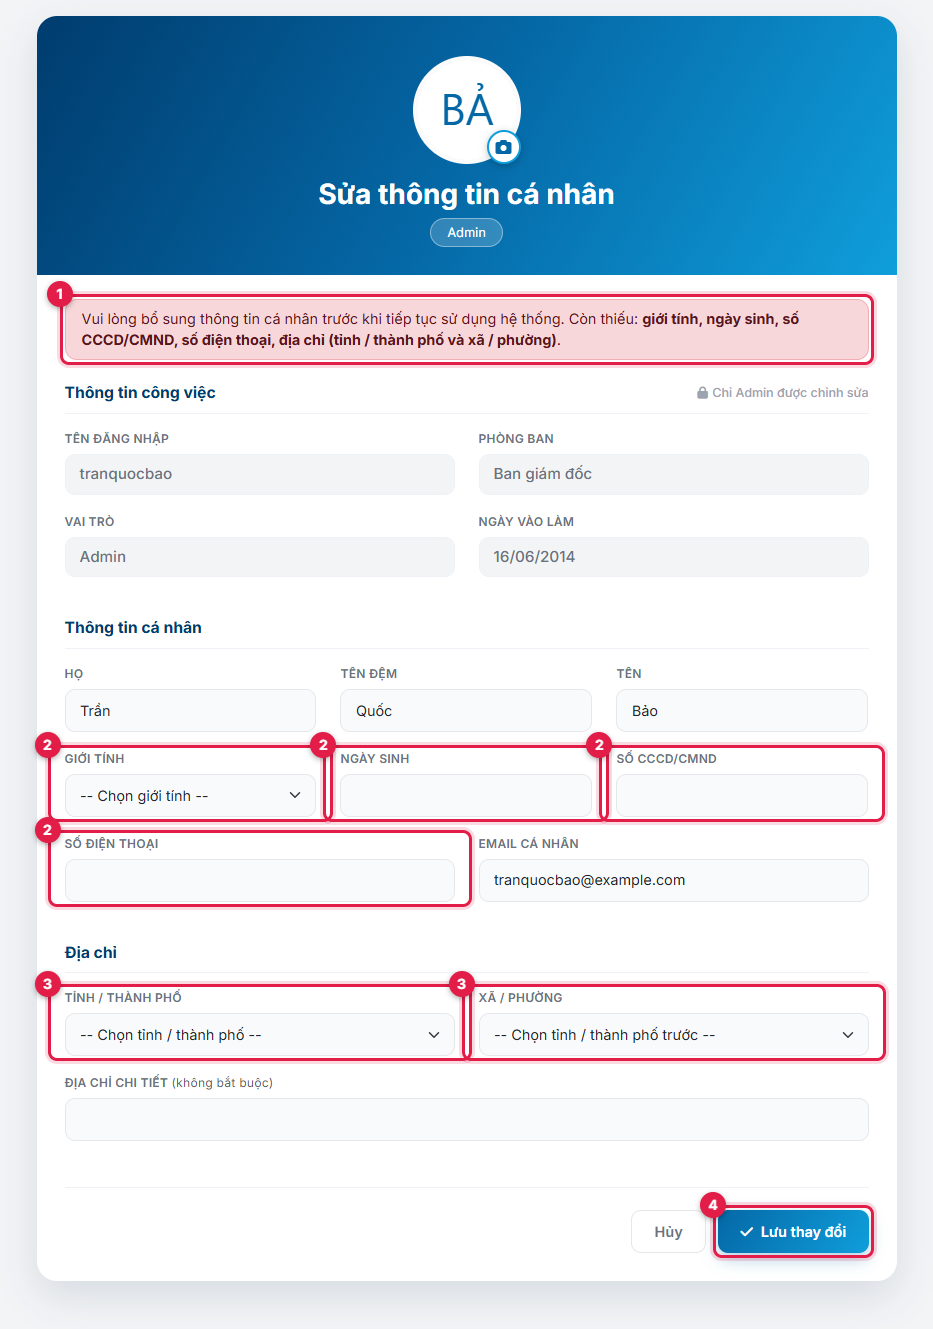 BẢ
Sửa thông tin cá nhân
Admin
1
Vui lòng bổ sung thông tin cá nhân trước khi tiếp tục sử dụng hệ thống. Còn thiếu: giới tính, ngày sinh, số
CCCD/CMND, số điện thoại, địa chỉ (tỉnh / thành phố và xã / phường).
Thông tin công việc
Chỉ Admin được chỉnh sửa
TÊN ĐĂNG NHẬP
PHÒNG BAN
tranquocbao
Ban giám đốc
VAI TRÒ
NGÀY VÀO LÀM
Admin
16/06/2014
Thông tin cá nhân
HỌ
TÊN ĐỆM
TÊN
Trần
Quốc
Bảo
2
2
2
GIỚI TÍNH
NGÀY SINH
SỐ CCCD/CMND
-- Chọn giới tính --
2
SỐ ĐIỆN THOẠI
EMAIL CÁ NHÂN
tranquocbao@example.com
Địa chỉ
3
3
TỈNH / THÀNH PHỐ
XÃ / PHƯỜNG
-- Chọn tỉnh / thành phố --
-- Chọn tỉnh / thành phố trước --
ĐỊA CHỈ CHI TIẾT (không bắt buộc)
4
Hủy
Lưu thay đổi